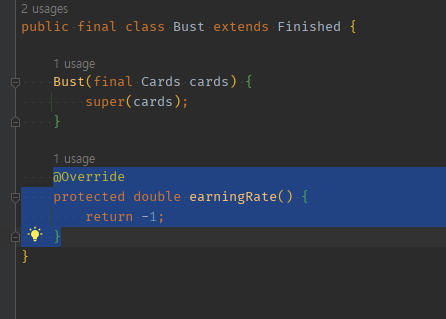 2 usages
public final class Bust extends Finished {
1 usage
Bust(final Cards cards) {
super(cards);
}
1 usage
@Override
protected double earningRate() {
return -1;
}
}